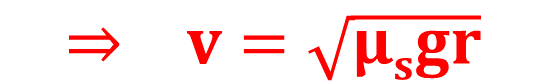 ⇒ v = √μₛgr